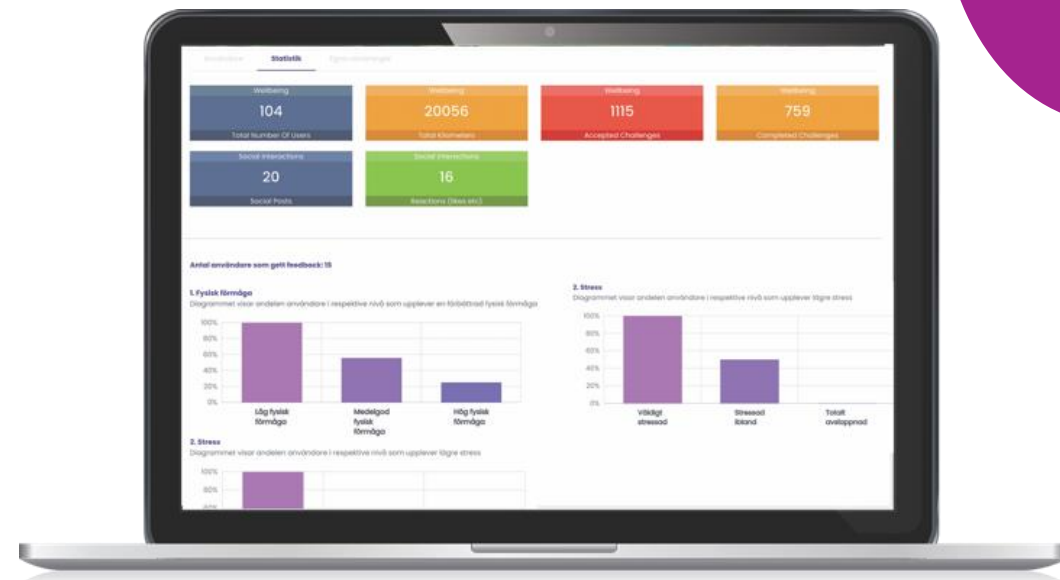 Användare Statistik
Wellbeing
104
Total Number Of Users
Wellbeing
20056
Total Kilometers
Wellbeing
1115
Accepted Challenges
Wellbeing
759
Completed Challenges
Social Interactions
20
Social Posts
Social Interactions
16
Reactions (likes etc)
Antal användare som gett feedback: 15
1. Fysisk förmåga
Diagrammet visar andelen användare i respektive nivå som upplever en förbättrad fysisk förmåga
100%
80%
60%
40%
20%
0%
Låg fysisk
förmåga
Medelgod
fysisk
förmåga
Hög fysisk
förmåga
2. Stress
Diagrammet visar andelen användare i respektive nivå som upplever lägre stress
100%
80%
60%
40%
20%
0%
Väldigt
stressad
Stressad
ibland
Totalt
avslappnad
2. Stress
Diagrammet visar andelen användare i respektive nivå som upplever lägre stress
100%
80%
60%